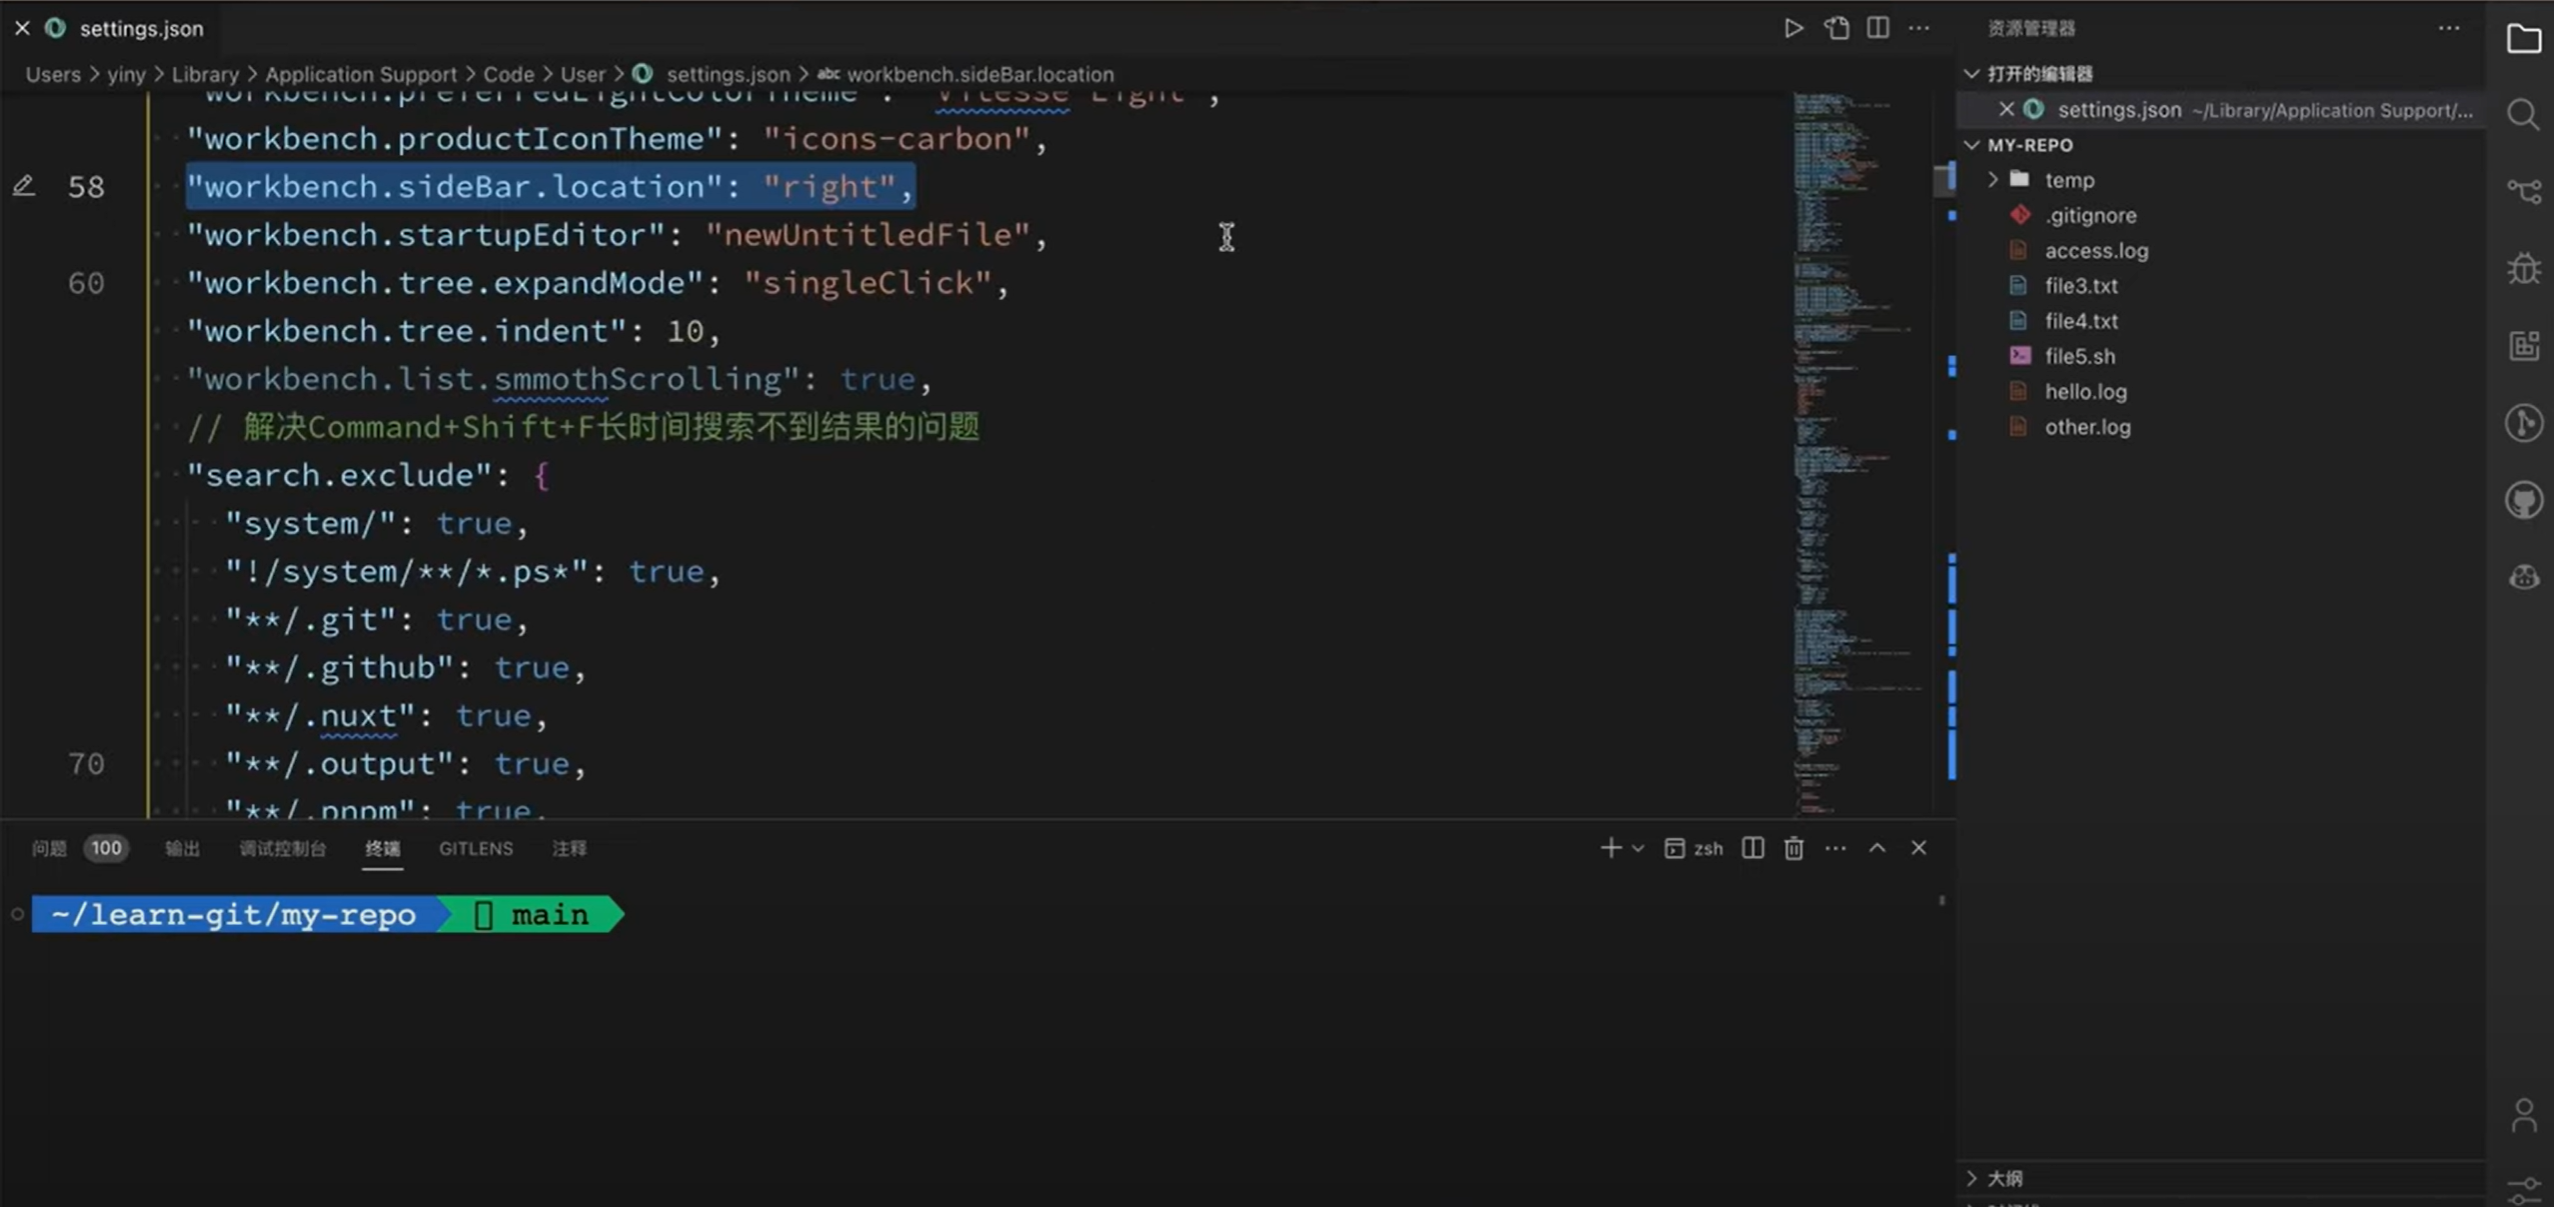 settings.json
Users > yiny > Library > Application Support > Code > User > settings.json > abc workbench.sideBar.location
workbench.preferredLightColorTheme : Vitesse Light ,
"workbench.productIconTheme": "icons-carbon",
58 "workbench.sideBar.location": "right",
"workbench.startupEditor": "newUntitledFile",
60 "workbench.tree.expandMode": "singleClick",
"workbench.tree.indent": 10,
"workbench.list.smmothScrolling": true,
// 解决Command+Shift+F长时间搜索不到结果的问题
"search.exclude": {
"system/": true,
"!/system/**/*.ps*": true,
"**/.git": true,
"**/.github": true,
"**/.nuxt": true,
70 "**/.output": true,
"**/.pnpm": true,
问题 100 输出 调试控制台 终端 GITLENS 注释 zsh
~/learn-git/my-repo main
资源管理器
打开的编辑器
settings.json ~/Library/Application Support/...
MY-REPO
temp
.gitignore
access.log
file3.txt
file4.txt
file5.sh
hello.log
other.log
大纲